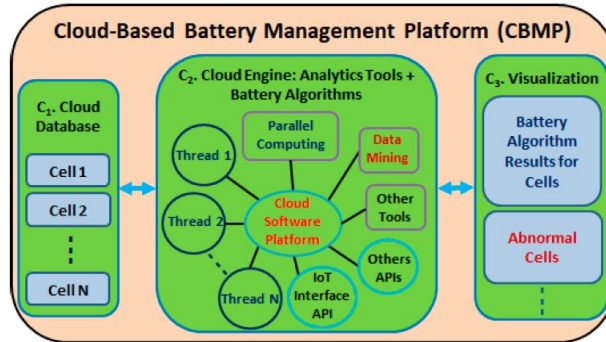 Cloud-Based Battery Management Platform (CBMP)
C₁. Cloud
Database
Cell 1
Cell 2
Cell N
C₂. Cloud Engine: Analytics Tools +
Battery Algorithms
Thread 1
Parallel
Computing
Data
Mining
Thread 2
Cloud
Software
Platform
Other
Tools
Thread N
IoT
Interface
API
Others
APIs
C₃. Visualization
Battery
Algorithm
Results for
Cells
Abnormal
Cells